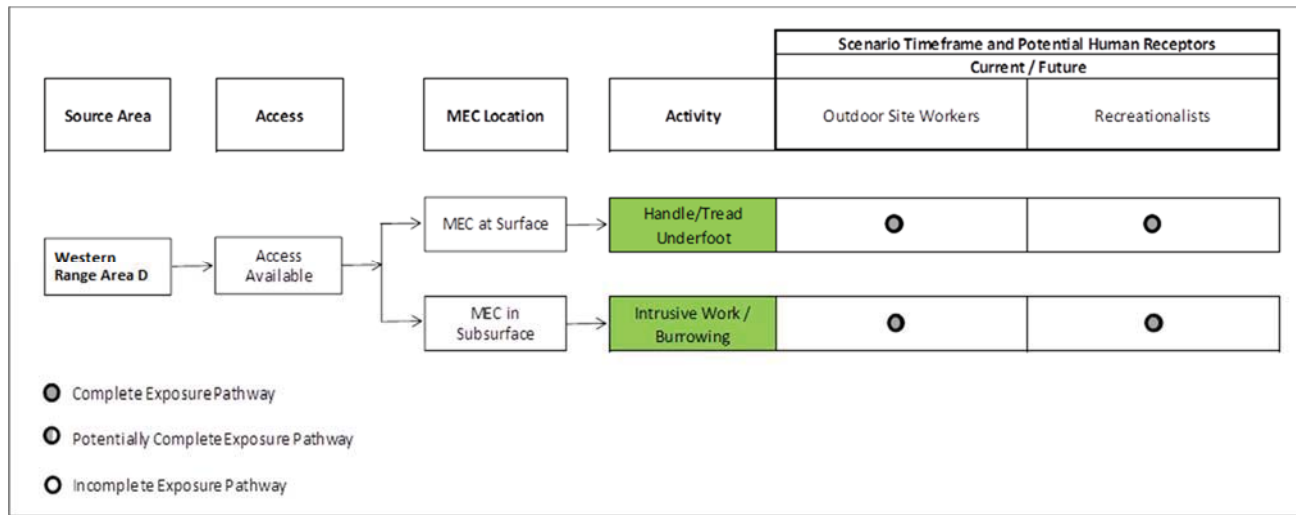 Scenario Timeframe and Potential Human Receptors
Current / Future
Source Area
Access
MEC Location
Activity
Outdoor Site Workers
Recreationalists
Western
Range Area D
Access
Available
MEC at Surface
Handle/Tread
Underfoot
MEC in
Subsurface
Intrusive Work /
Burrowing
Complete Exposure Pathway
Potentially Complete Exposure Pathway
Incomplete Exposure Pathway